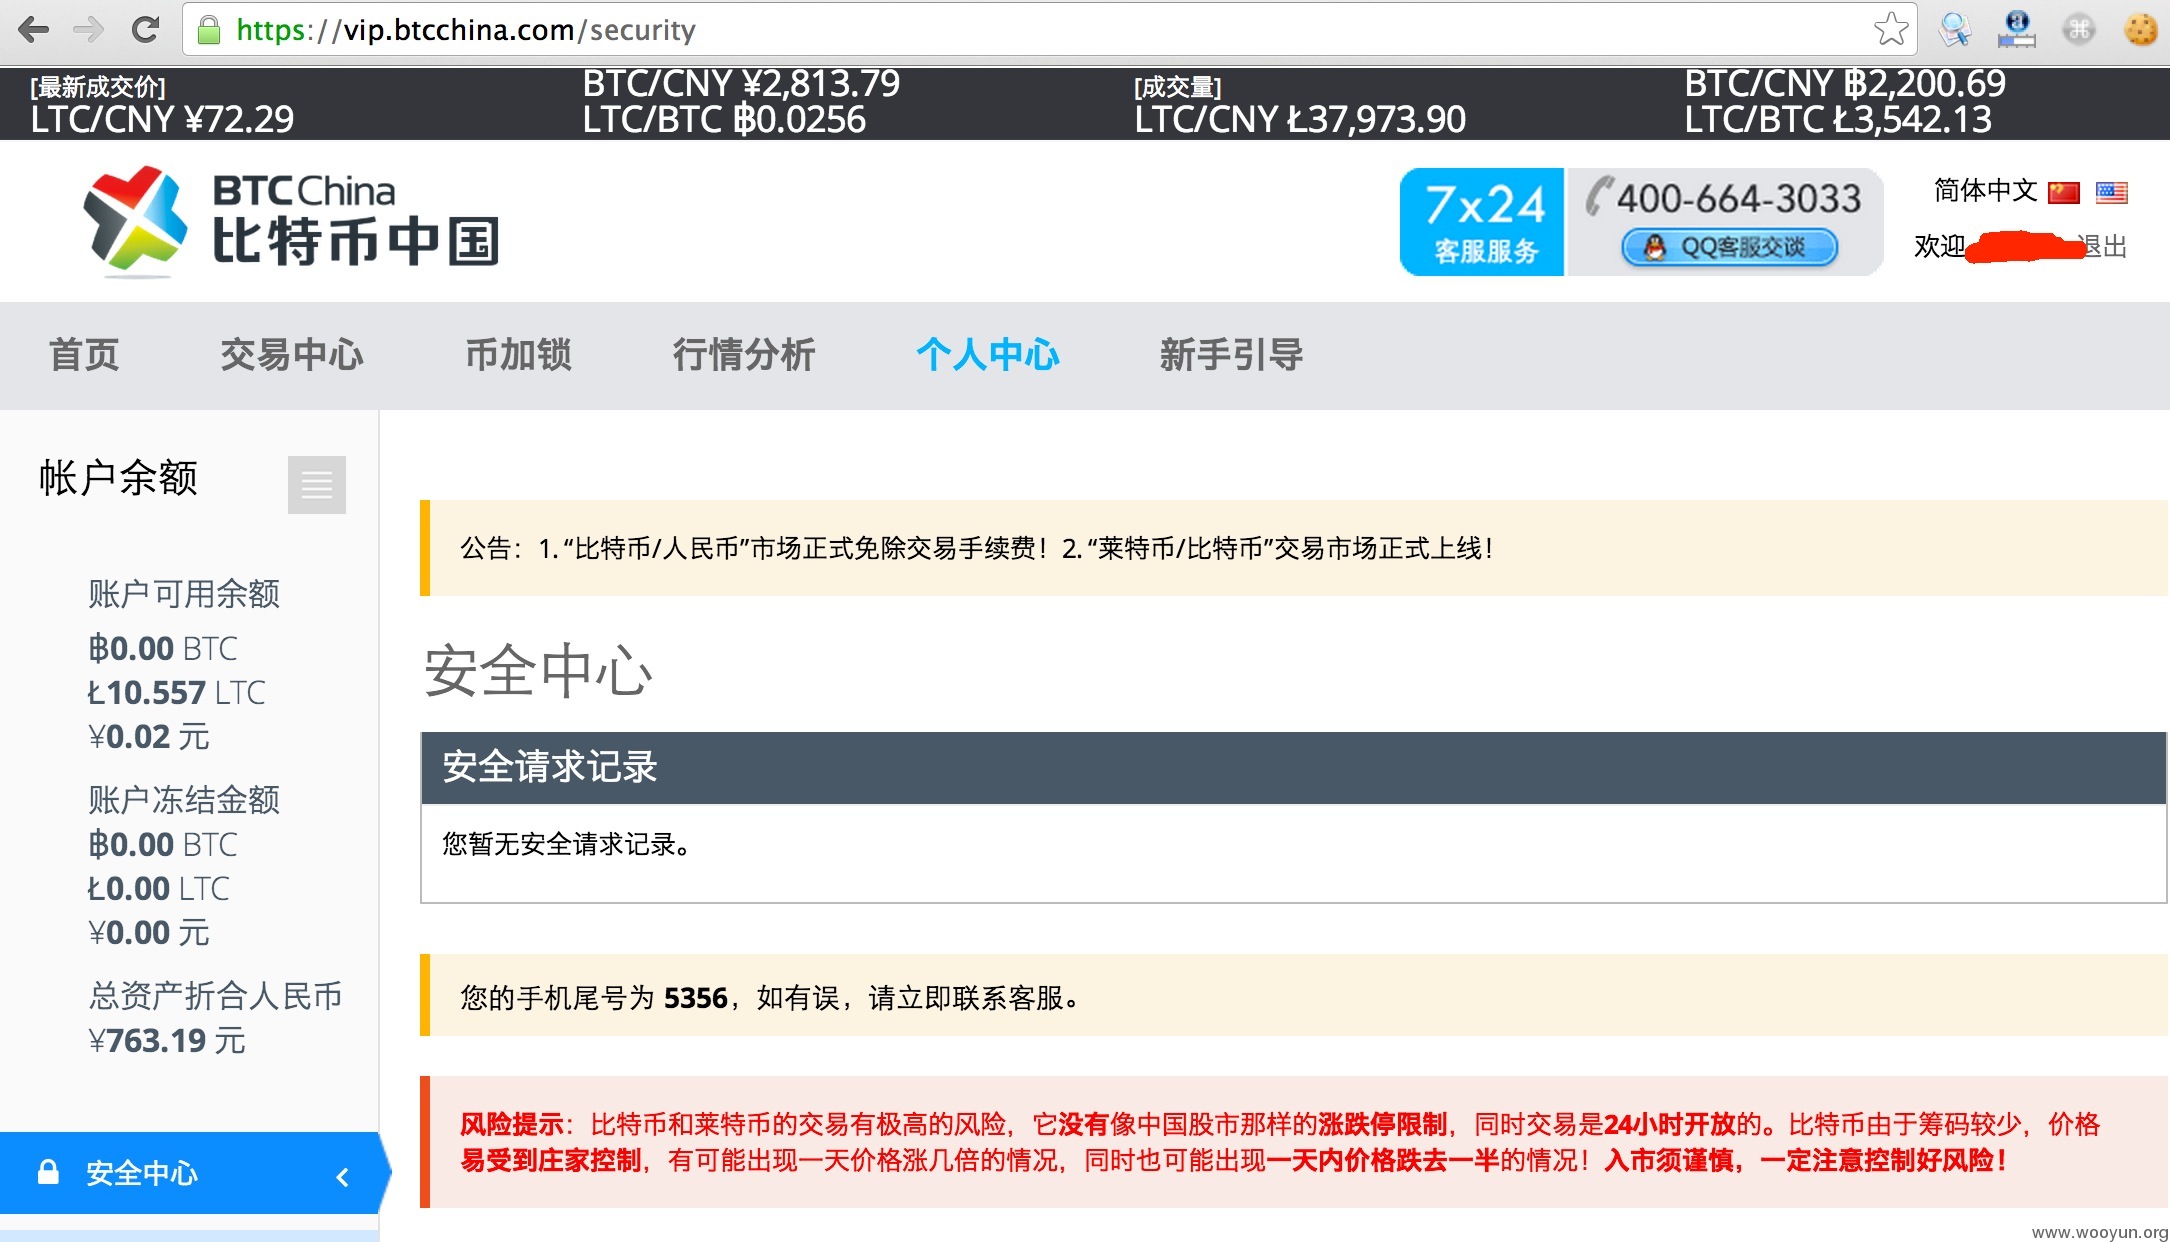 https://vip.btcchina.com/security
[最新成交价]
LTC/CNY ¥72.29
BTC/CNY ¥2,813.79
LTC/BTC ฿0.0256
[成交量]
LTC/CNY Ł37,973.90
BTC/CNY ฿2,200.69
LTC/BTC Ł3,542.13
BTCChina
比特币中国
7x24
客服服务
400-664-3033
QQ客服交谈
简体中文
欢迎 退出
首页 交易中心 币加锁 行情分析 个人中心 新手引导
帐户余额
账户可用余额
฿0.00 BTC
Ł10.557 LTC
¥0.02 元
账户冻结金额
฿0.00 BTC
Ł0.00 LTC
¥0.00 元
总资产折合人民币
¥763.19 元
安全中心
公告：1. “比特币/人民币”市场正式免除交易手续费！2. “莱特币/比特币”交易市场正式上线！
安全中心
安全请求记录
您暂无安全请求记录。
您的手机尾号为 5356，如有误，请立即联系客服。
风险提示：比特币和莱特币的交易有极高的风险，它没有像中国股市那样的涨跌停限制，同时交易是24小时开放的。比特币由于筹码较少，价格
易受到庄家控制，有可能出现一天价格涨几倍的情况，同时也可能出现一天内价格跌去一半的情况！入市须谨慎，一定注意控制好风险！
www.wooyun.org